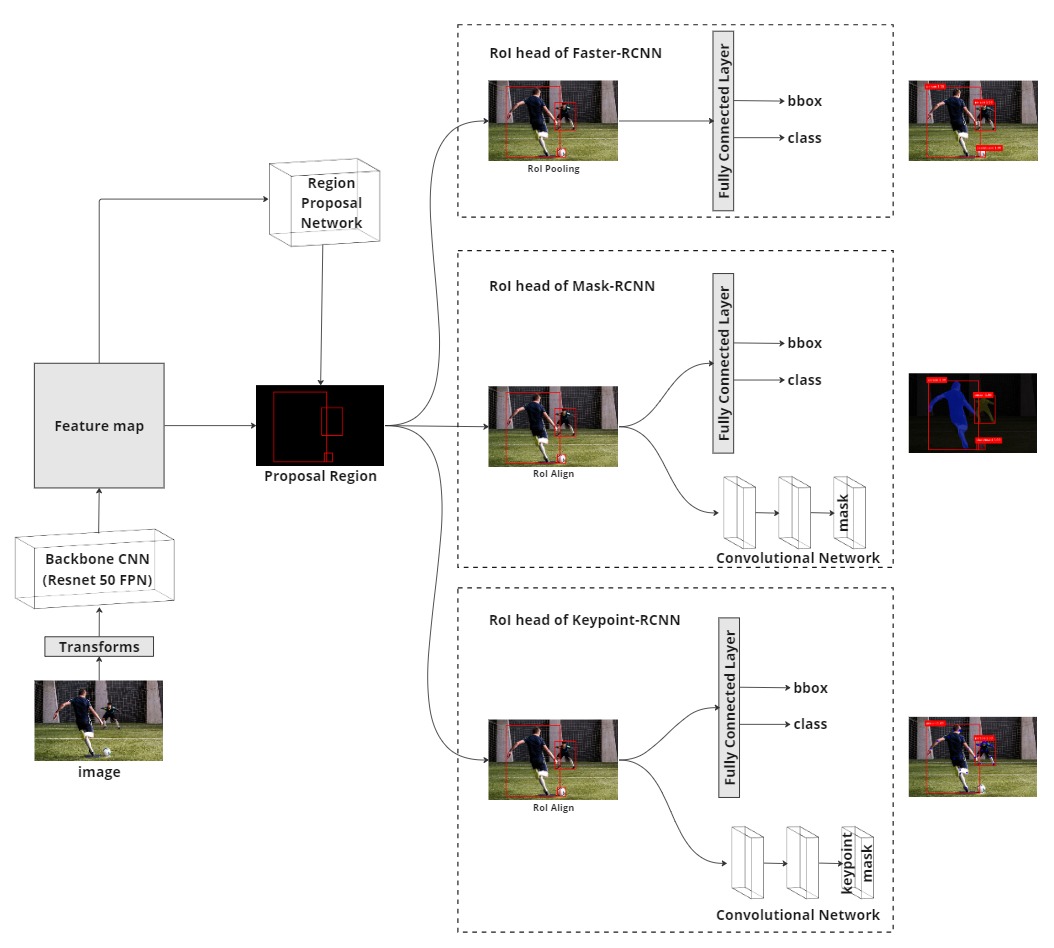 RoI head of Faster-RCNN
RoI Pooling
Fully Connected Layer
bbox
class
Region
Proposal
Network
RoI head of Mask-RCNN
RoI Align
Fully Connected Layer
bbox
class
mask
Convolutional Network
Feature map
Proposal Region
Backbone CNN
(Resnet 50 FPN)
Transforms
image
RoI head of Keypoint-RCNN
RoI Align
Fully Connected Layer
bbox
class
keypoint
mask
Convolutional Network